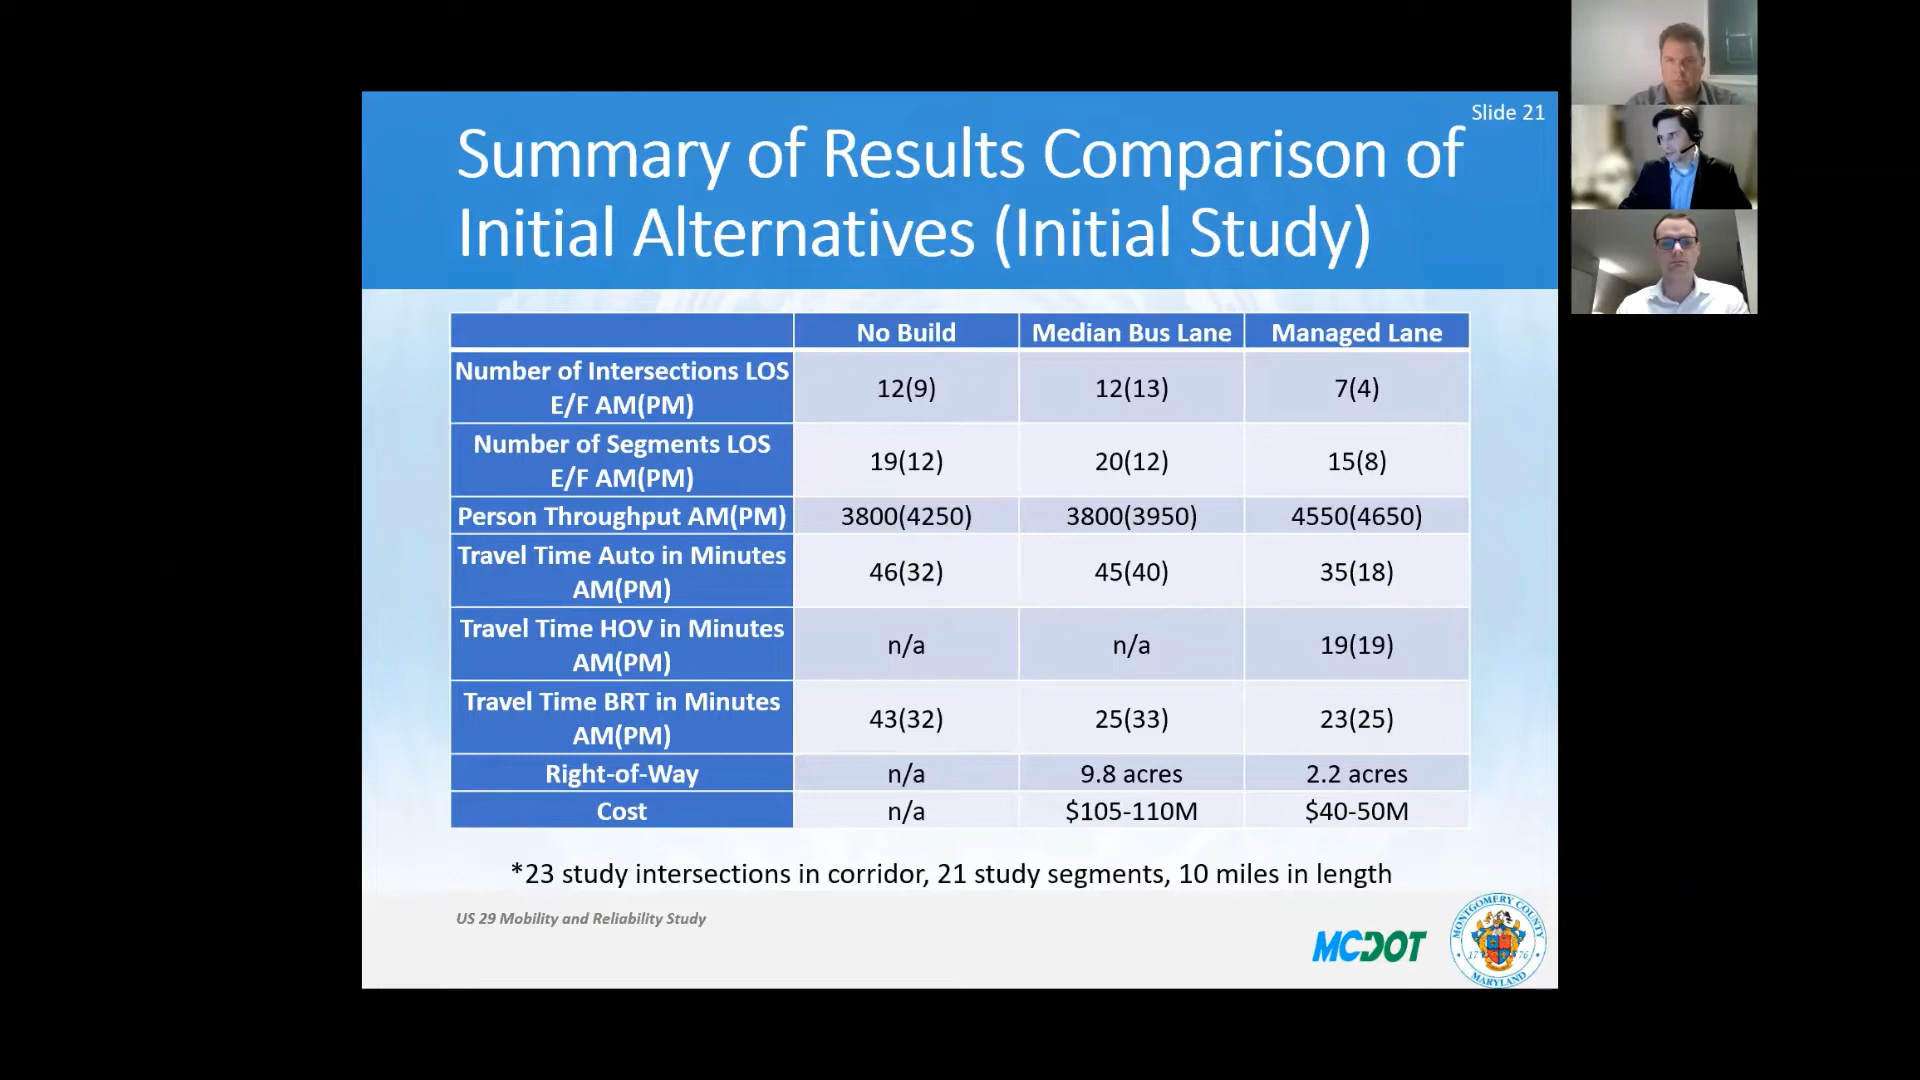 Slide 21
Summary of Results Comparison of
Initial Alternatives (Initial Study)
No Build Median Bus Lane Managed Lane
Number of Intersections LOS
E/F AM(PM) 12(9) 12(13) 7(4)
Number of Segments LOS
E/F AM(PM) 19(12) 20(12) 15(8)
Person Throughput AM(PM) 3800(4250) 3800(3950) 4550(4650)
Travel Time Auto in Minutes
AM(PM) 46(32) 45(40) 35(18)
Travel Time HOV in Minutes
AM(PM) n/a n/a 19(19)
Travel Time BRT in Minutes
AM(PM) 43(32) 25(33) 23(25)
Right-of-Way n/a 9.8 acres 2.2 acres
Cost n/a $105-110M $40-50M
*23 study intersections in corridor, 21 study segments, 10 miles in length
US 29 Mobility and Reliability Study
MCDOT
MONTGOMERY COUNTY
MARYLAND